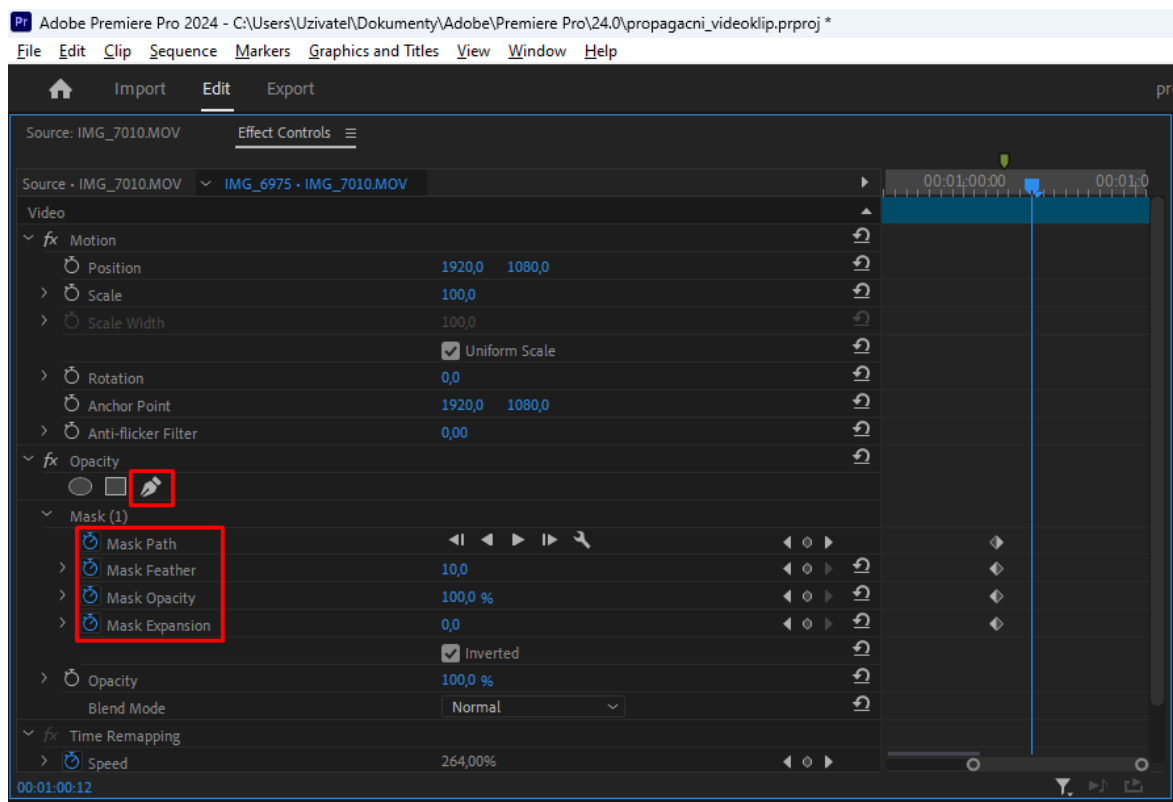 Pr Adobe Premiere Pro 2024 - C:\Users\Uzivatel\Dokumenty\Adobe\Premiere Pro\24.0\propagacni_videoklip.prproj *
File Edit Clip Sequence Markers Graphics and Titles View Window Help
Import Edit Export pr
Source: IMG_7010.MOV Effect Controls
Source • IMG_7010.MOV IMG_6975 • IMG_7010.MOV 00:01:00:00 00:01:0
Video
fx Motion
Position 1920,0 1080,0
Scale 100,0
Scale Width 100,0
Uniform Scale
Rotation 0,0
Anchor Point 1920,0 1080,0
Anti-flicker Filter 0,00
fx Opacity
Mask (1)
Mask Path
Mask Feather 10,0
Mask Opacity 100,0 %
Mask Expansion 0,0
Inverted
Opacity 100,0 %
Blend Mode Normal
fx Time Remapping
Speed 264,00%
00:01:00:12